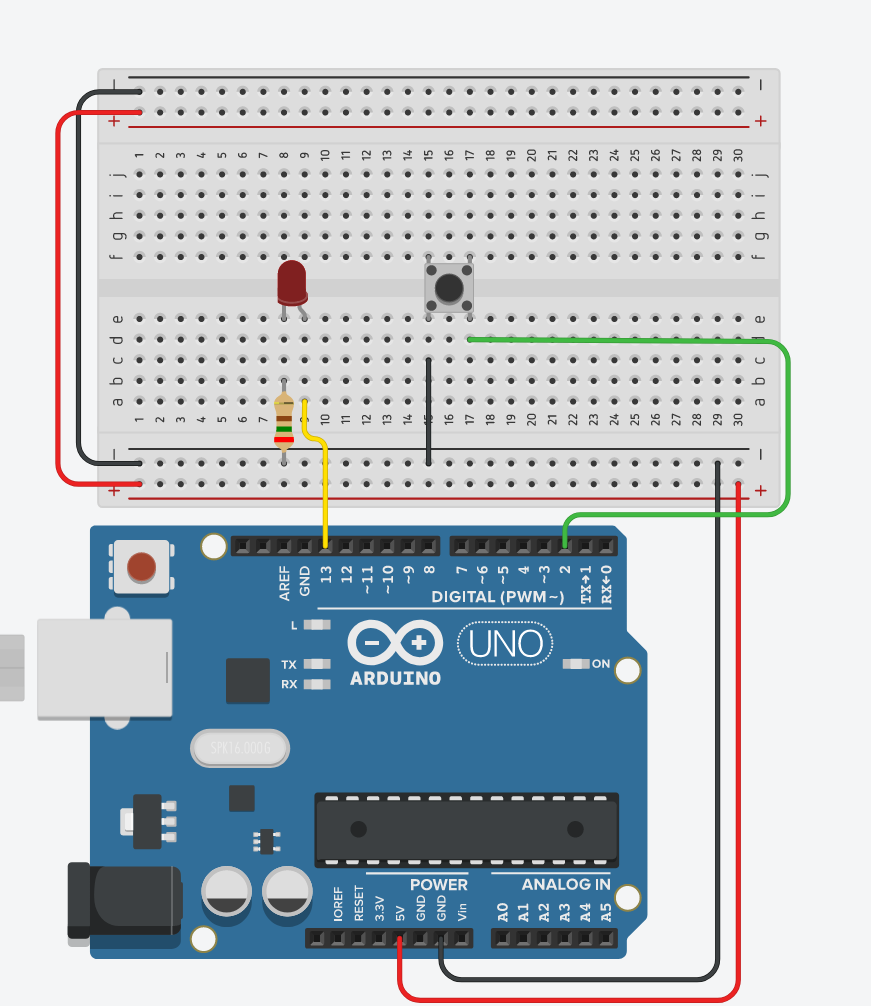 - -
+ +
1 2 3 4 5 6 7 8 9 10 11 12 13 14 15 16 17 18 19 20 21 22 23 24 25 26 27 28 29 30
j j
i i
h h
g g
f f
e e
d d
c c
b b
a a
1 2 3 4 5 6 7 8 10 11 12 13 14 15 16 17 18 19 20 21 22 23 24 25 26 27 28 29 30
- -
+ +
AREF GND 13 12 ~11 ~10 ~9 8 7 ~6 ~5 4 ~3 2 TX→1 RX←0
DIGITAL (PWM~)
L
UNO
TX ON
RX ARDUINO
SPK16.000G
POWER ANALOG IN
IOREF RESET 3.3V 5V GND GND Vin A0 A1 A2 A3 A4 A5